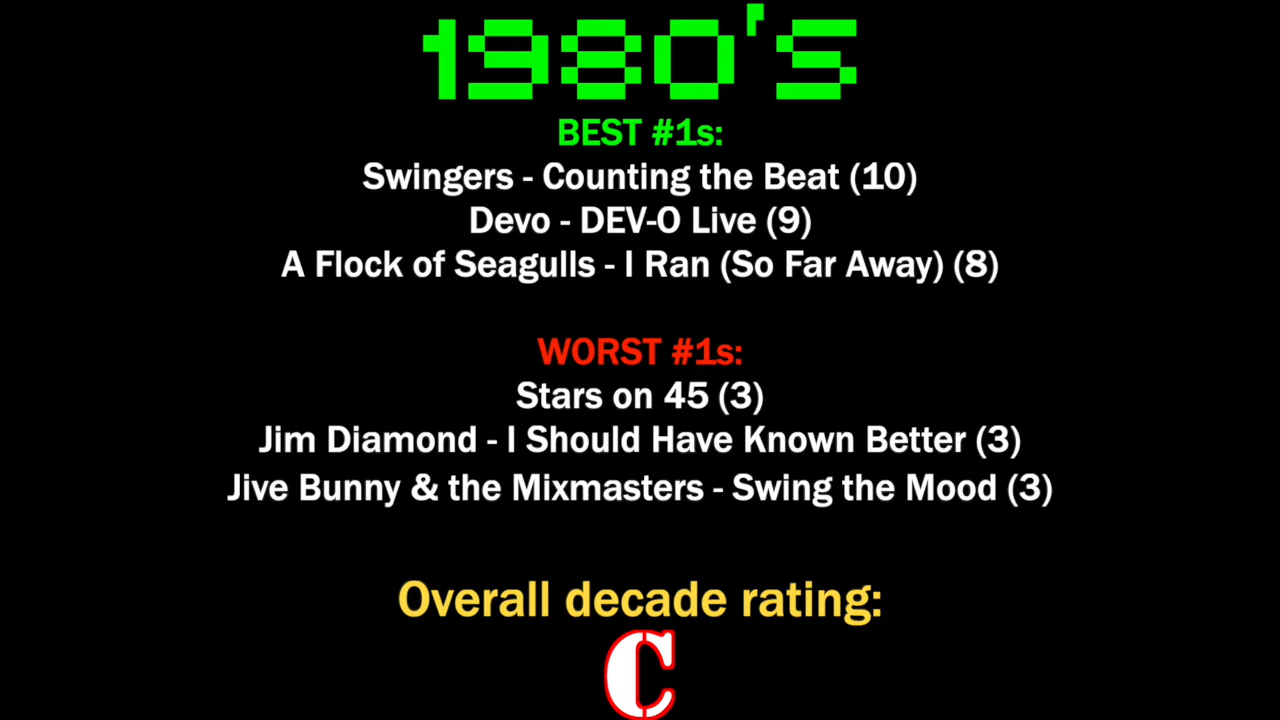 1980'S
BEST #1s:
Swingers - Counting the Beat (10)
Devo - DEV-O Live (9)
A Flock of Seagulls - I Ran (So Far Away) (8)
WORST #1s:
Stars on 45 (3)
Jim Diamond - I Should Have Known Better (3)
Jive Bunny & the Mixmasters - Swing the Mood (3)
Overall decade rating:
C